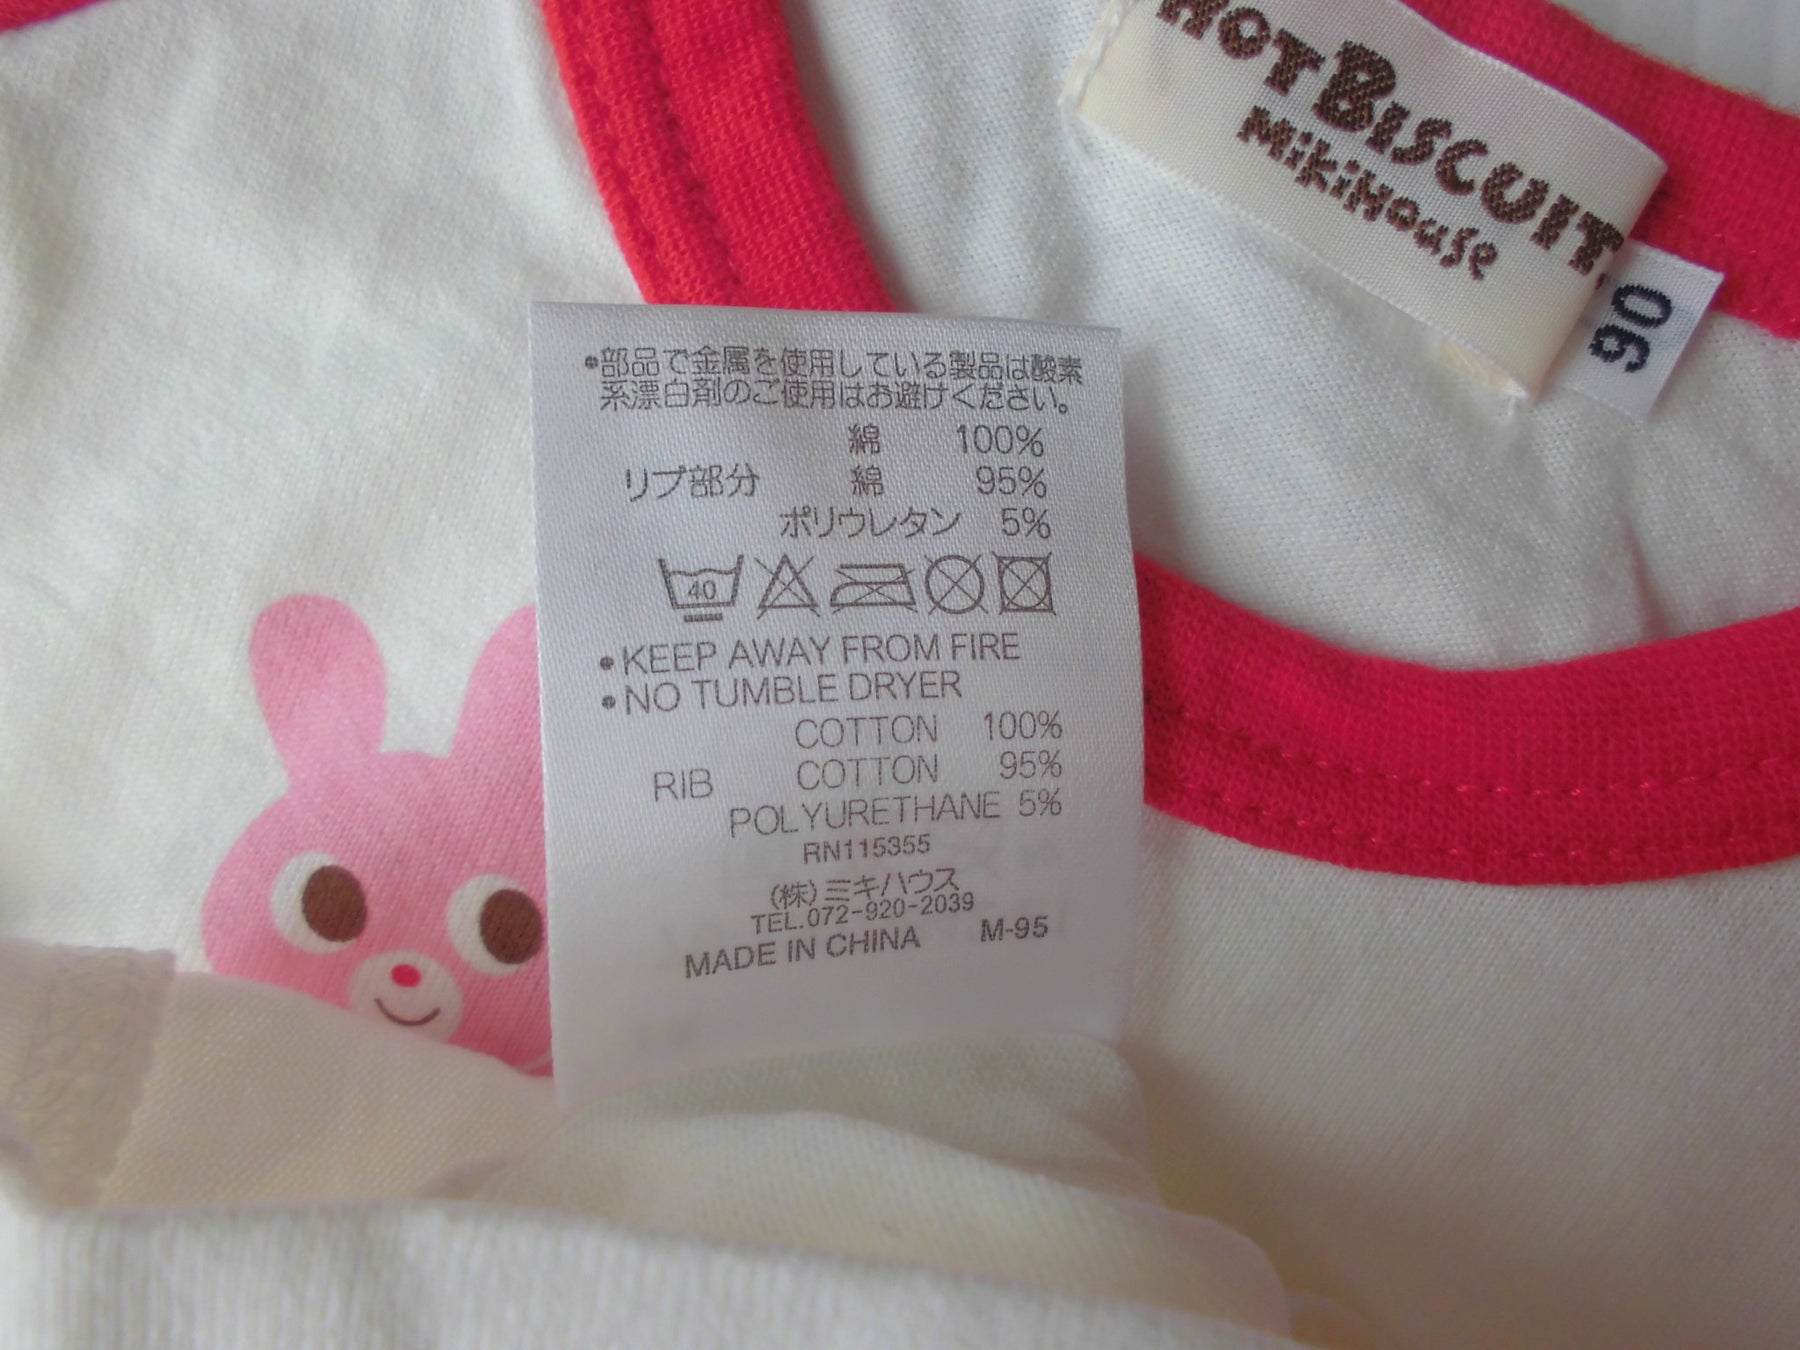 HOT BISCUITS
MiKiHOUSE
90
•部品で金属を使用している製品は酸素
系漂白剤のご使用はお避けください。
綿 100%
リブ部分 綿 95%
ポリウレタン 5%
40
•KEEP AWAY FROM FIRE
•NO TUMBLE DRYER
COTTON 100%
RIB COTTON 95%
POLYURETHANE 5%
RN115355
(株)ミキハウス
TEL.072-920-2039
MADE IN CHINA M-95